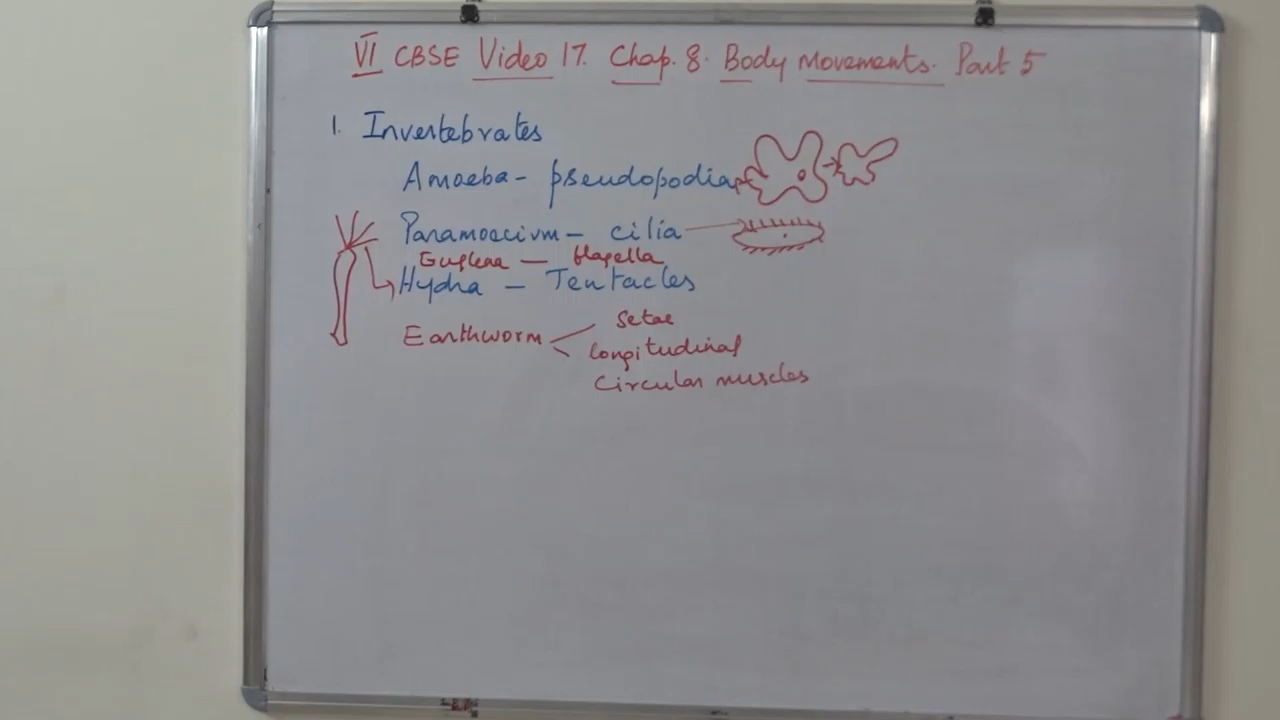 VI CBSE Video 17. Chap. 8. Body Movements. Part 5
1. Invertebrates
Amoeba - pseudopodia
Paramoecium - cilia
Euglena - flagella
Hydra - Tentacles
Earthworm
Setae
longitudinal
Circular muscles